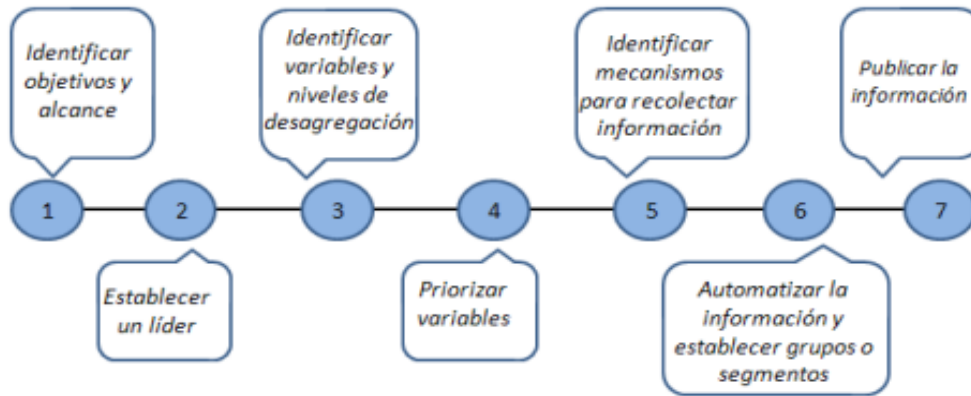 Identificar
objetivos y
alcance
Identificar
variables y
niveles de
desagregación
Identificar
mecanismos
para recolectar
información
Publicar la
información
1
2
3
4
5
6
7
Establecer
un líder
Priorizar
variables
Automatizar la
información y
establecer grupos o
segmentos